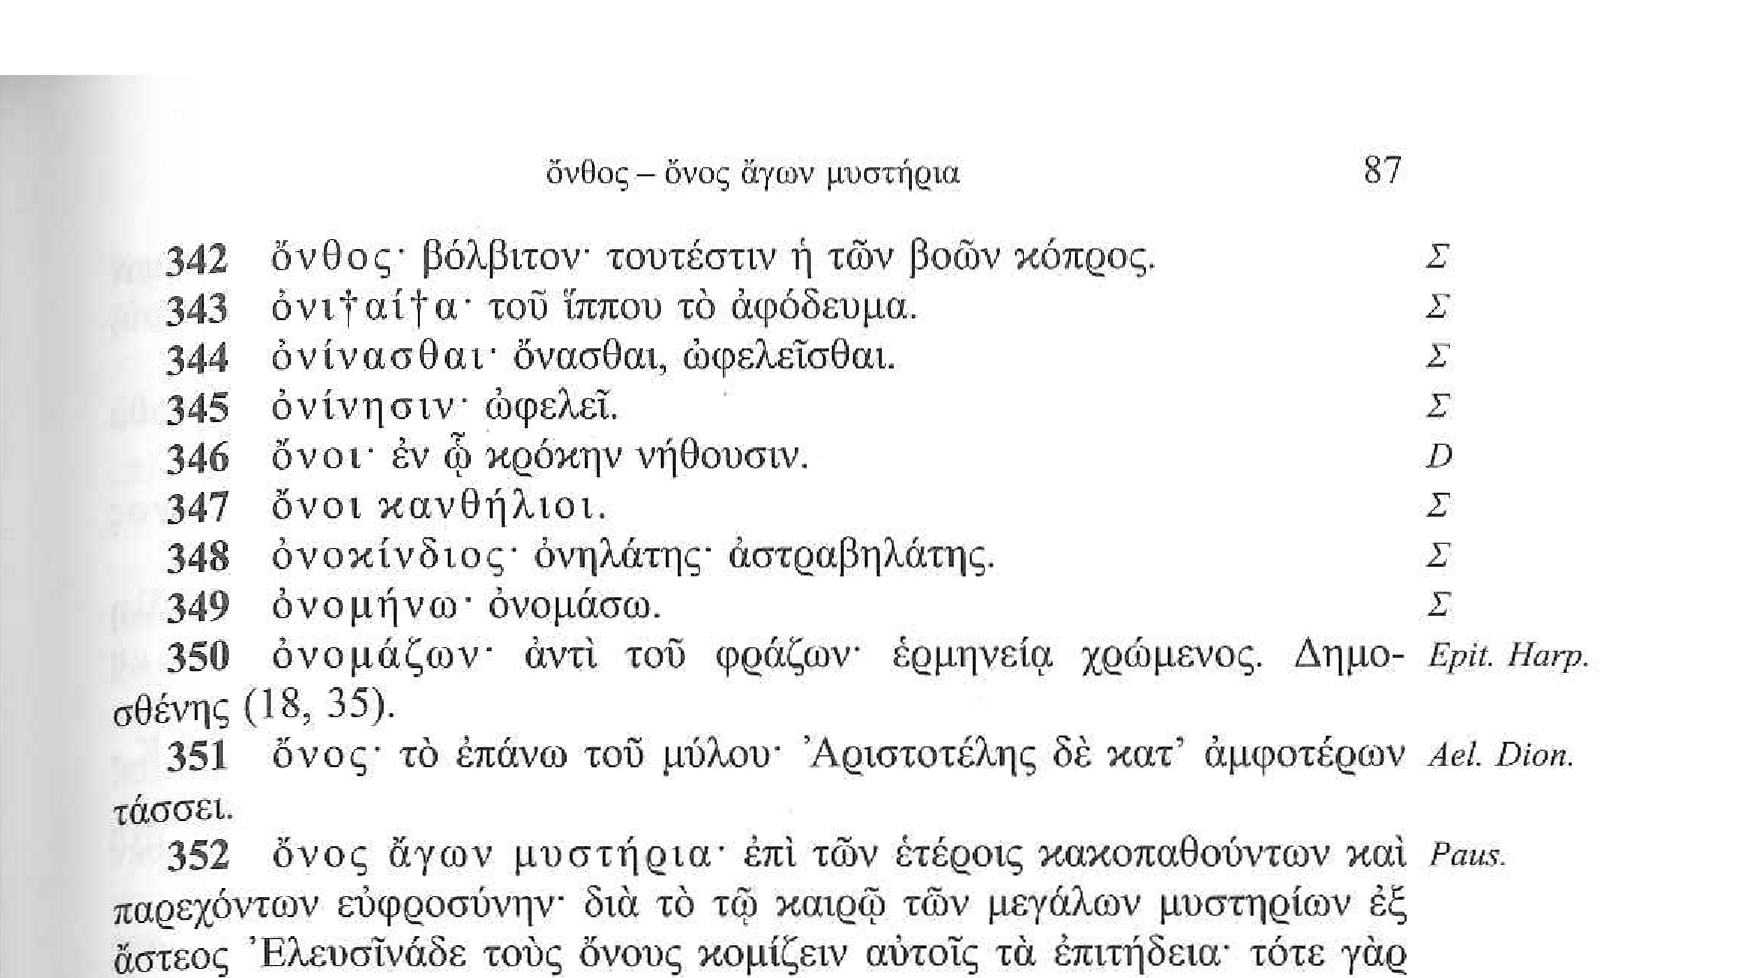 ὄνθος – ὄνος ἄγων μυστήρια 87
342 ὄνθος· βόλβιτον· τουτέστιν ἡ τῶν βοῶν κόπρος. Σ
343 ὀνι†αί†α· τοῦ ἵππου τὸ ἀφόδευμα. Σ
344 ὀνίνασθαι· ὄνασθαι, ὠφελεῖσθαι. Σ
345 ὀνίνησιν· ὠφελεῖ. Σ
346 ὄνοι· ἐν ᾧ κρόκην νήθουσιν. D
347 ὄνοι κανθήλιοι. Σ
348 ὀνοκίνδιος· ὀνηλάτης· ἀστραβηλάτης. Σ
349 ὀνομήνω· ὀνομάσω. Σ
350 ὀνομάζων· ἀντὶ τοῦ φράζων· ἑρμηνείᾳ χρώμενος. Δημο- Epit. Harp.
σθένης (18, 35).
351 ὄνος· τὸ ἐπάνω τοῦ μύλου· Ἀριστοτέλης δὲ κατ’ ἀμφοτέρων Ael. Dion.
τάσσει.
352 ὄνος ἄγων μυστήρια· ἐπὶ τῶν ἑτέροις κακοπαθούντων καὶ Paus.
παρεχόντων εὐφροσύνην· διὰ τὸ τῷ καιρῷ τῶν μεγάλων μυστηρίων ἐξ
ἄστεος Ἐλευσῖνάδε τοὺς ὄνους κομίζειν αὐτοῖς τὰ ἐπιτήδεια· τότε γὰρ